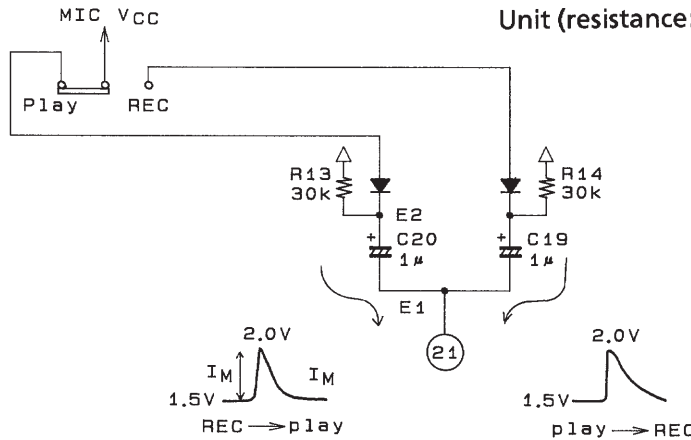 Unit (resistance:
MIC VCC
Play
REC
R13
30k
R14
30k
E2
+ C20
1μ
+ C19
1μ
E1
21
2.0V
IM
IM
1.5V
REC → play
2.0V
1.5V
play → REC